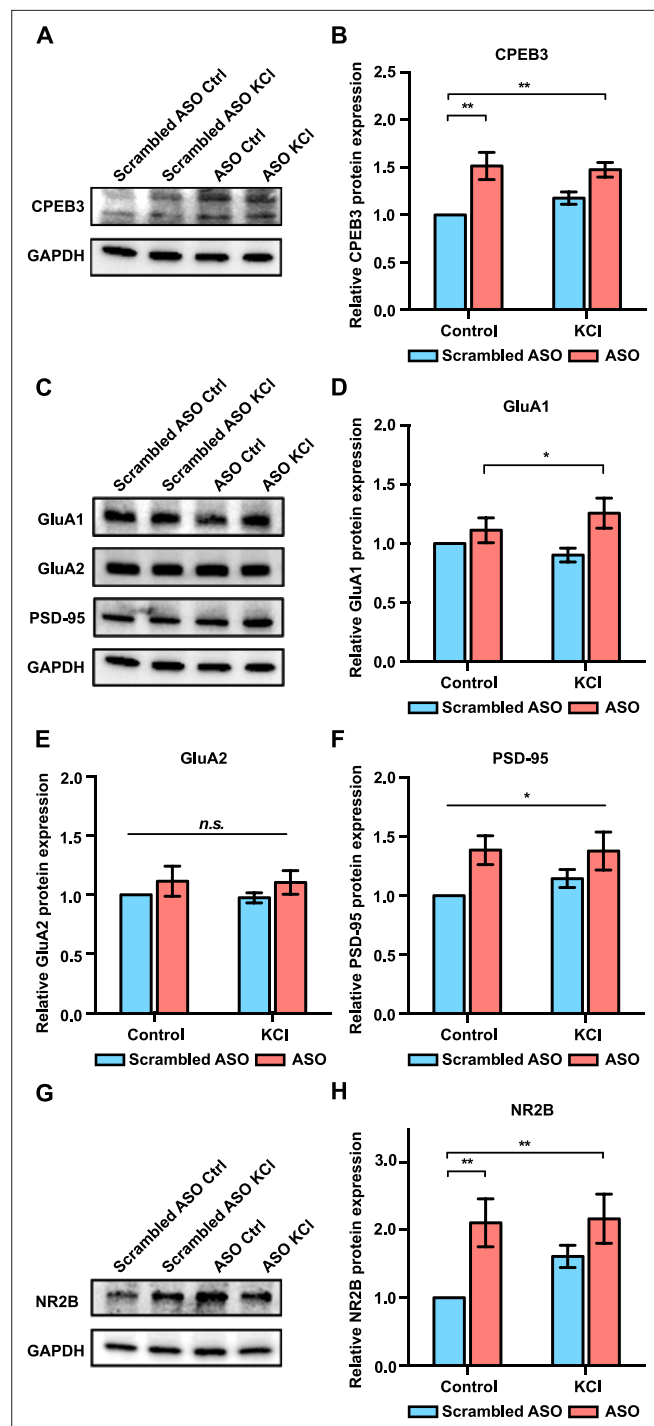 A
Scrambled ASO Ctrl
Scrambled ASO KCl
ASO Ctrl
ASO KCl
CPEB3
GAPDH
B
CPEB3
Relative CPEB3 protein expression
2.5
2.0
1.5
1.0
0.5
0.0
**
**
Control
KCl
Scrambled ASO
ASO
C
Scrambled ASO Ctrl
Scrambled ASO KCl
ASO Ctrl
ASO KCl
GluA1
GluA2
PSD-95
GAPDH
D
GluA1
Relative GluA1 protein expression
2.0
1.5
1.0
0.5
0.0
*
Control
KCl
Scrambled ASO
ASO
E
GluA2
Relative GluA2 protein expression
2.0
1.5
1.0
0.5
0.0
n.s.
Control
KCl
Scrambled ASO
ASO
F
PSD-95
Relative PSD-95 protein expression
2.0
1.5
1.0
0.5
0.0
*
Control
KCl
Scrambled ASO
ASO
G
Scrambled ASO Ctrl
Scrambled ASO KCl
ASO Ctrl
ASO KCl
NR2B
GAPDH
H
NR2B
Relative NR2B protein expression
3.0
2.0
1.0
0.0
**
**
Control
KCl
Scrambled ASO
ASO